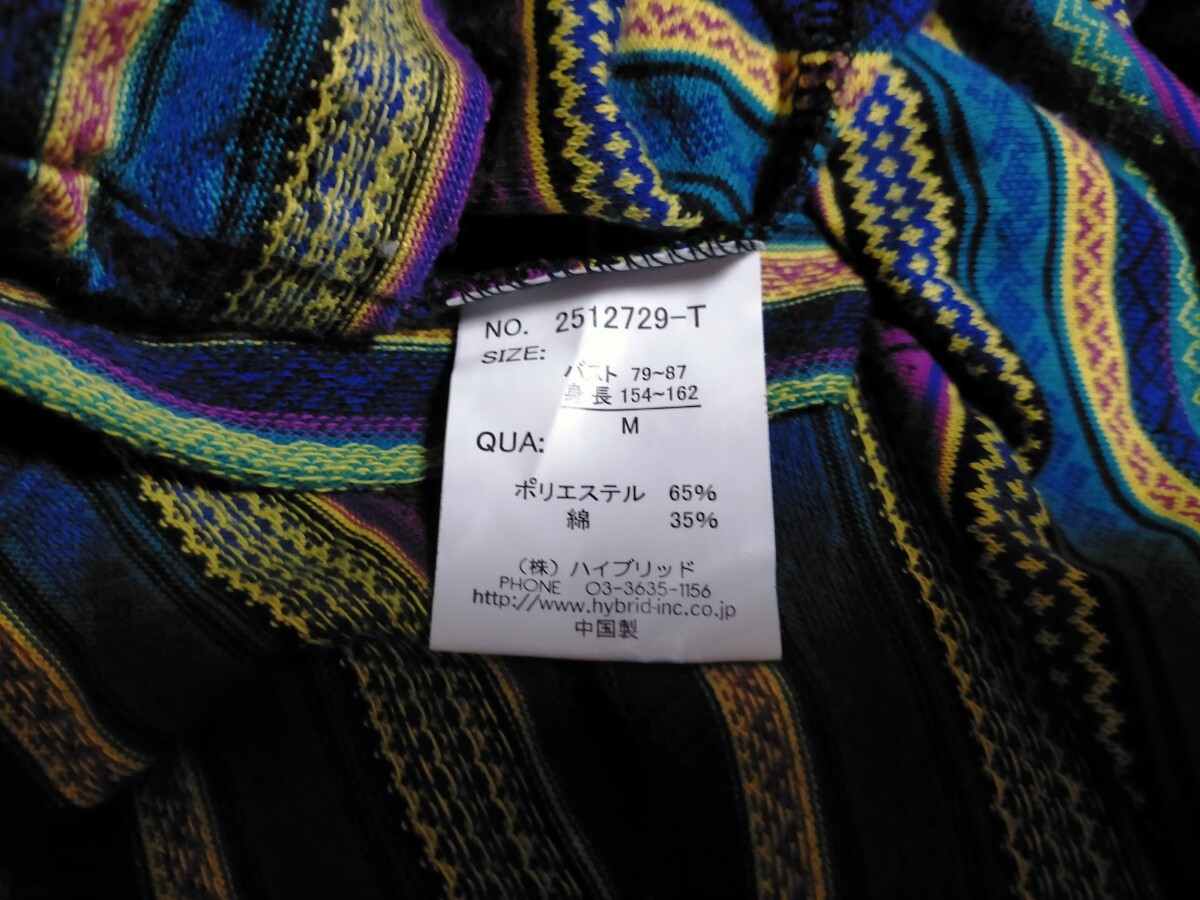 NO. 2512729-T
SIZE:
バスト 79~87
身長 154~162
M
QUA:
ポリエステル 65%
綿 35%
(株)ハイブリッド
PHONE 03-3635-1156
http://www.hybrid-inc.co.jp
中国製